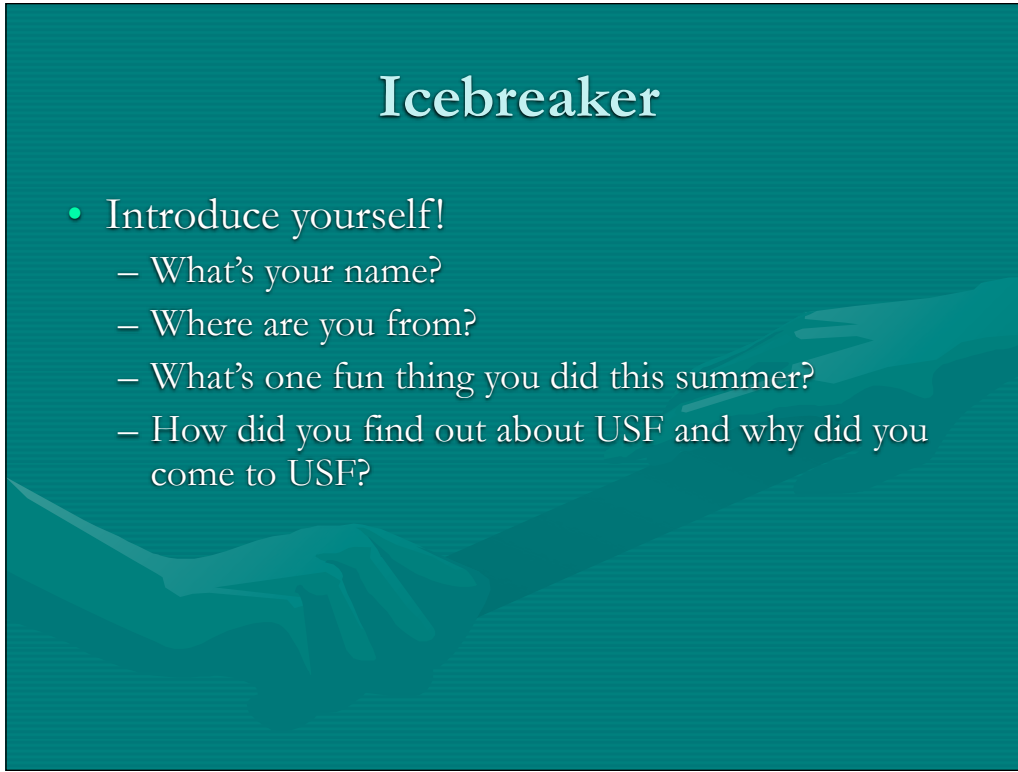 Icebreaker
• Introduce yourself!
– What's your name?
– Where are you from?
– What's one fun thing you did this summer?
– How did you find out about USF and why did you
come to USF?